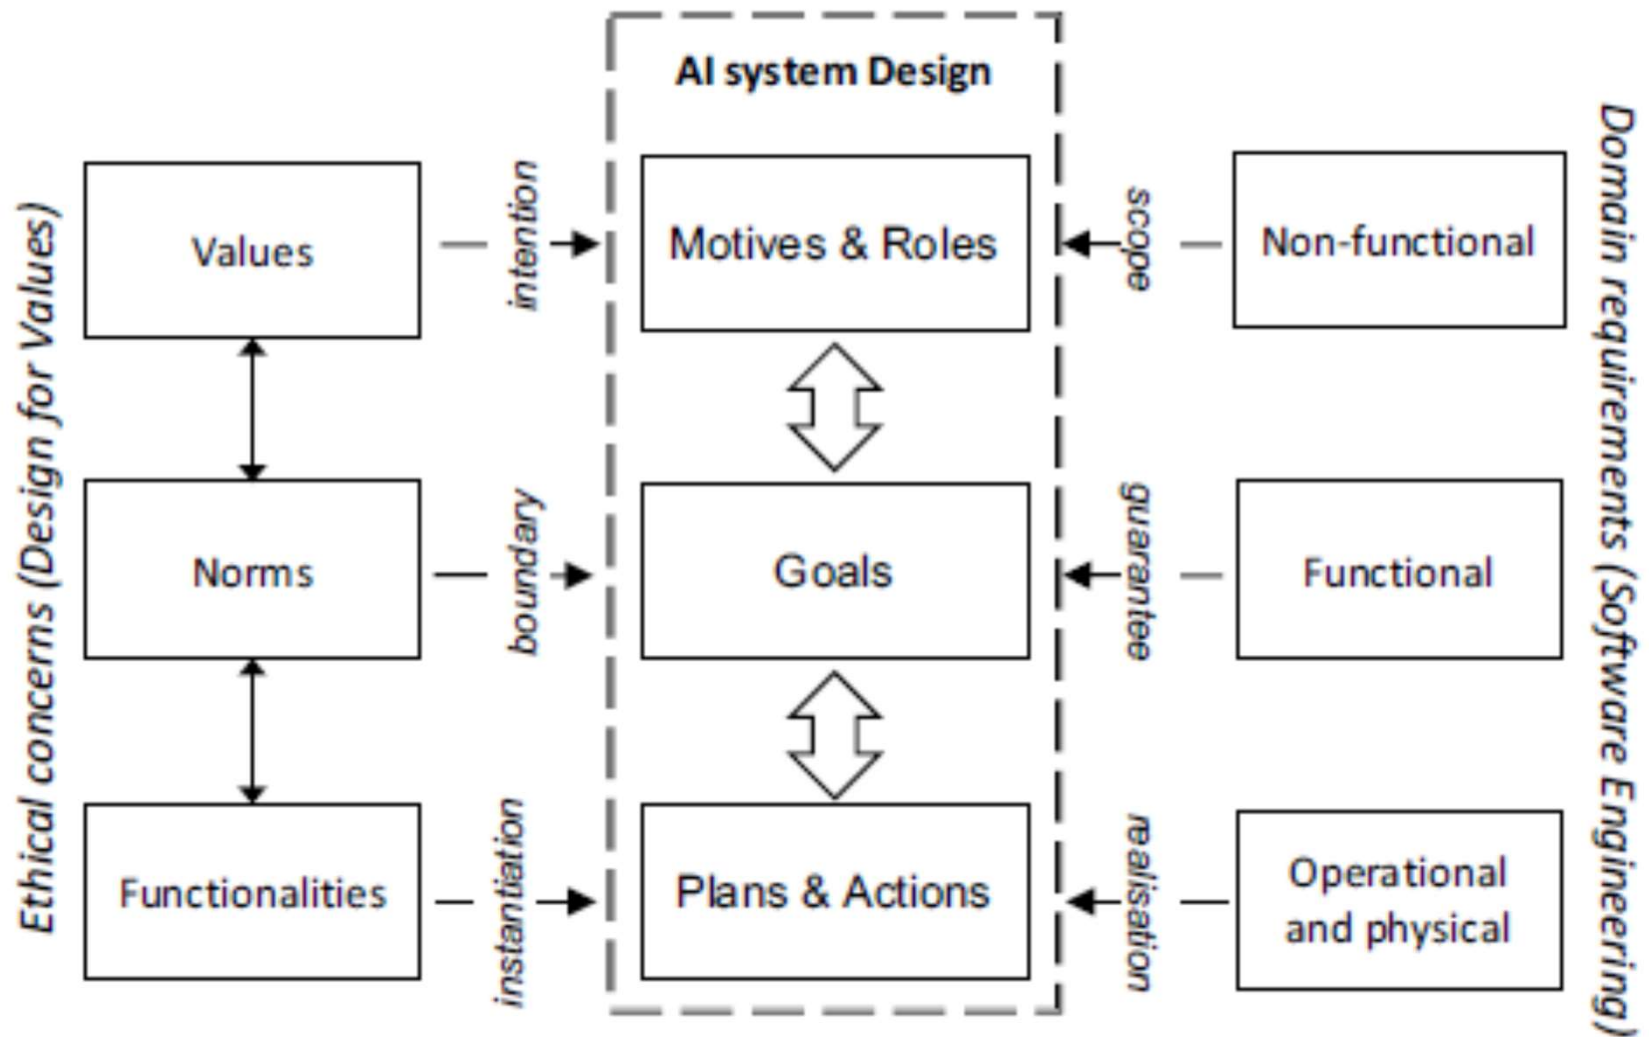 AI system Design
Ethical concerns (Design for Values)
Values
intention
Motives & Roles
scope
Non-functional
Domain requirements (Software Engineering)
Norms
boundary
Goals
guarantee
Functional
Functionalities
instantiation
Plans & Actions
realisation
Operational
and physical